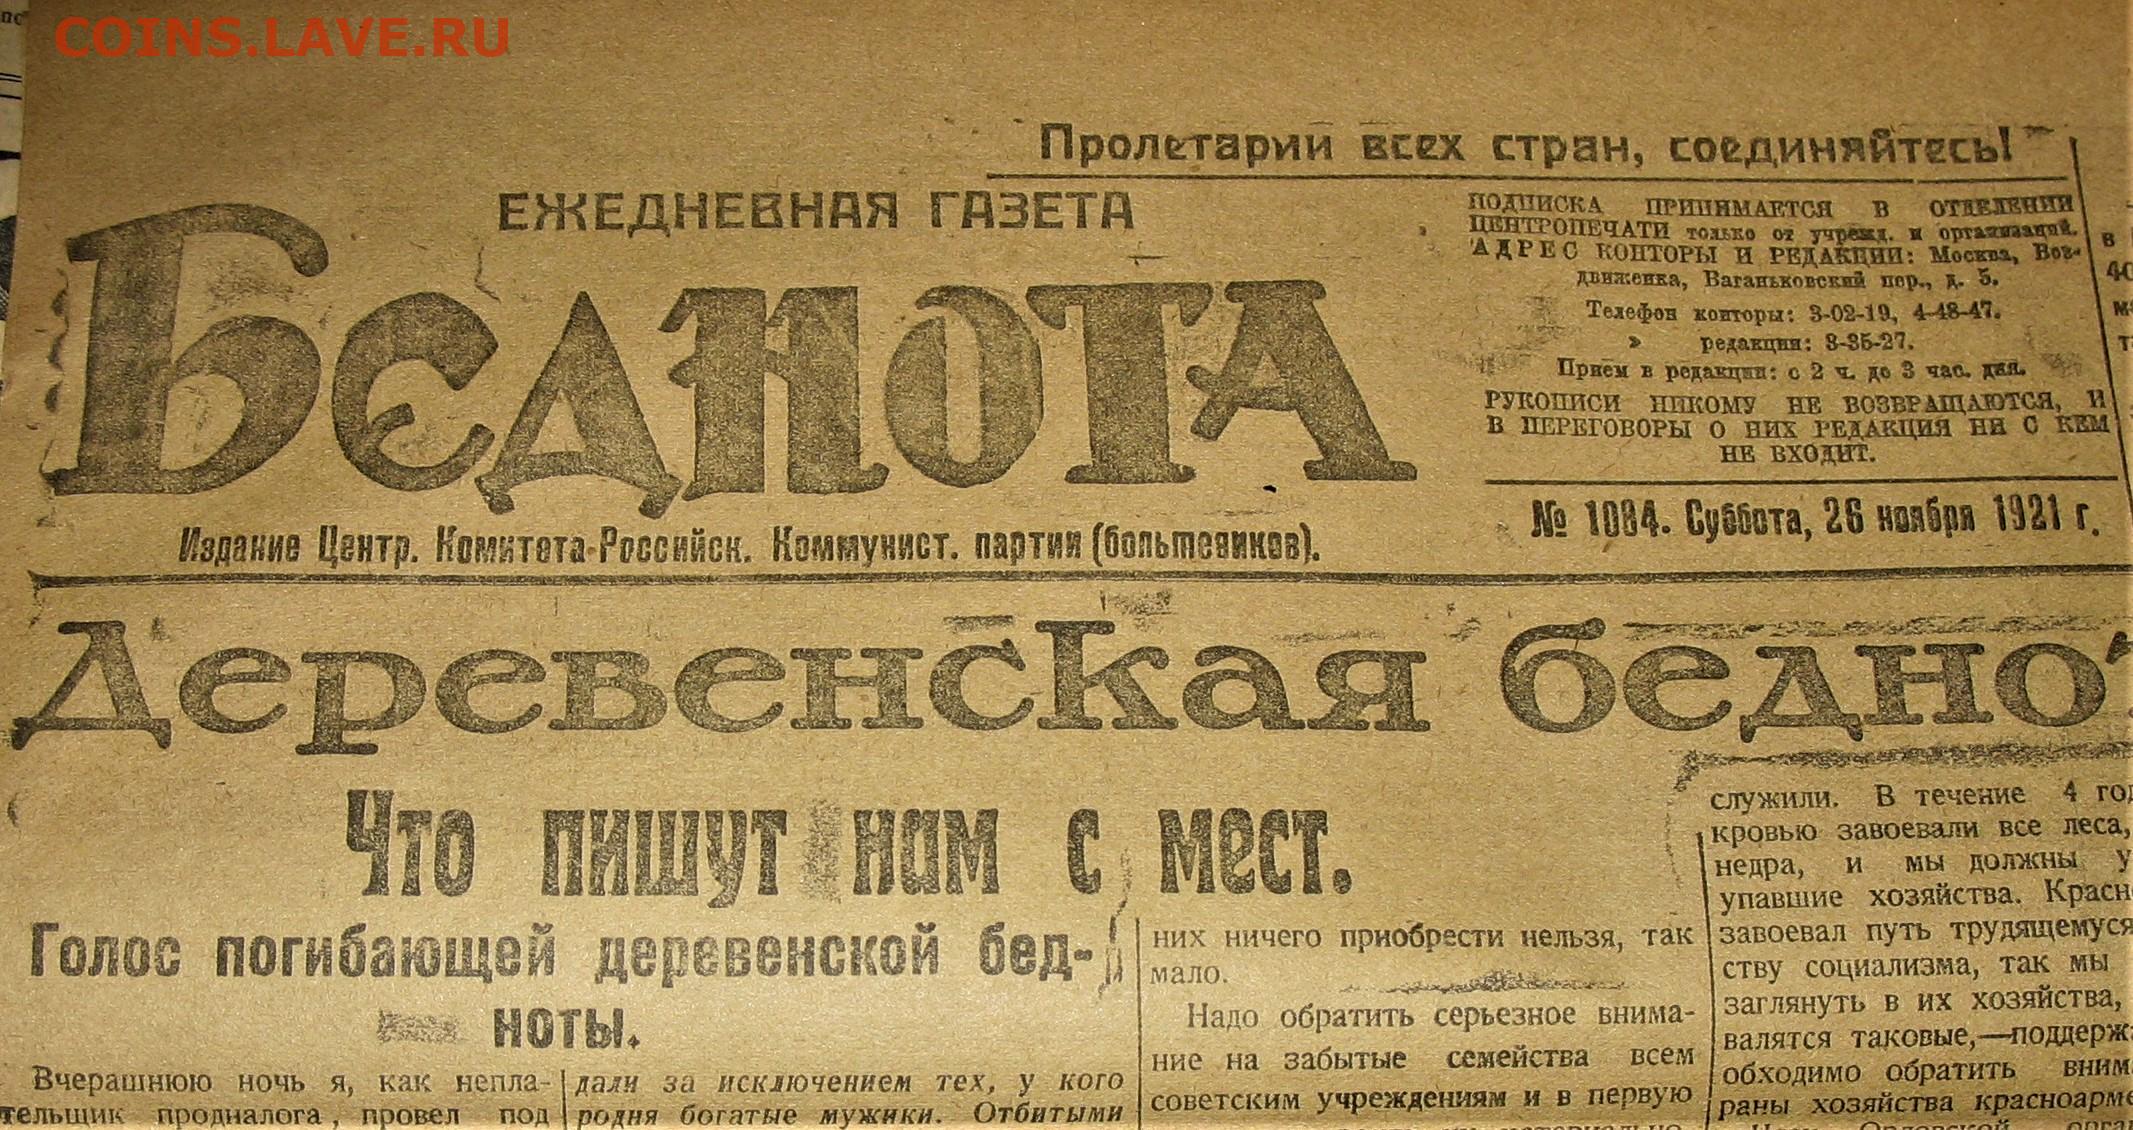 COINS.LAVE.RU
Пролетарии всех стран, соединяйтесь!
ЕЖЕДНЕВНАЯ ГАЗЕТА
БЕДНОТА
Издание Центр. Комитета Российск. Коммунист. партии (большевиков).
ПОДПИСКА ПРИНИМАЕТСЯ В ОТДЕЛЕНИИ
ЦЕНТРОПЕЧАТИ только от учрежд. и организаций.
АДРЕС КОНТОРЫ И РЕДАКЦИИ: Москва, Воз-
движенка, Ваганьковский пер., д. 5.
Телефон конторы: 3-02-19, 4-48-47.
» редакции: 3-35-27.
Прием в редакции: с 2 ч. до 3 час. дня.
РУКОПИСИ НИКОМУ НЕ ВОЗВРАЩАЮТСЯ, И
В ПЕРЕГОВОРЫ О НИХ РЕДАКЦИЯ НИ С КЕМ
НЕ ВХОДИТ.
№ 1084. Суббота, 26 ноября 1921 г.
Деревенская бедно
Что пишут нам с мест.
Голос погибающей деревенской бед-
ноты.
Вчерашнюю ночь я, как непла-
тельщик продналога, провел под
дали за исключением тех, у кого
родня богатые мужики. Отбитыми
них ничего приобрести нельзя, так
мало.
Надо обратить серьезное внима-
ние на забытые семейства всем
советским учреждениям и в первую
служили. В течение 4 год
кровью завоевали все леса,
недра, и мы должны у
упавшие хозяйства. Красн
завоевал путь трудящемуся
ству социализма, так мы
заглянуть в их хозяйства,
валятся таковые,—поддерж
обходимо обратить вним
раны хозяйства красноарме